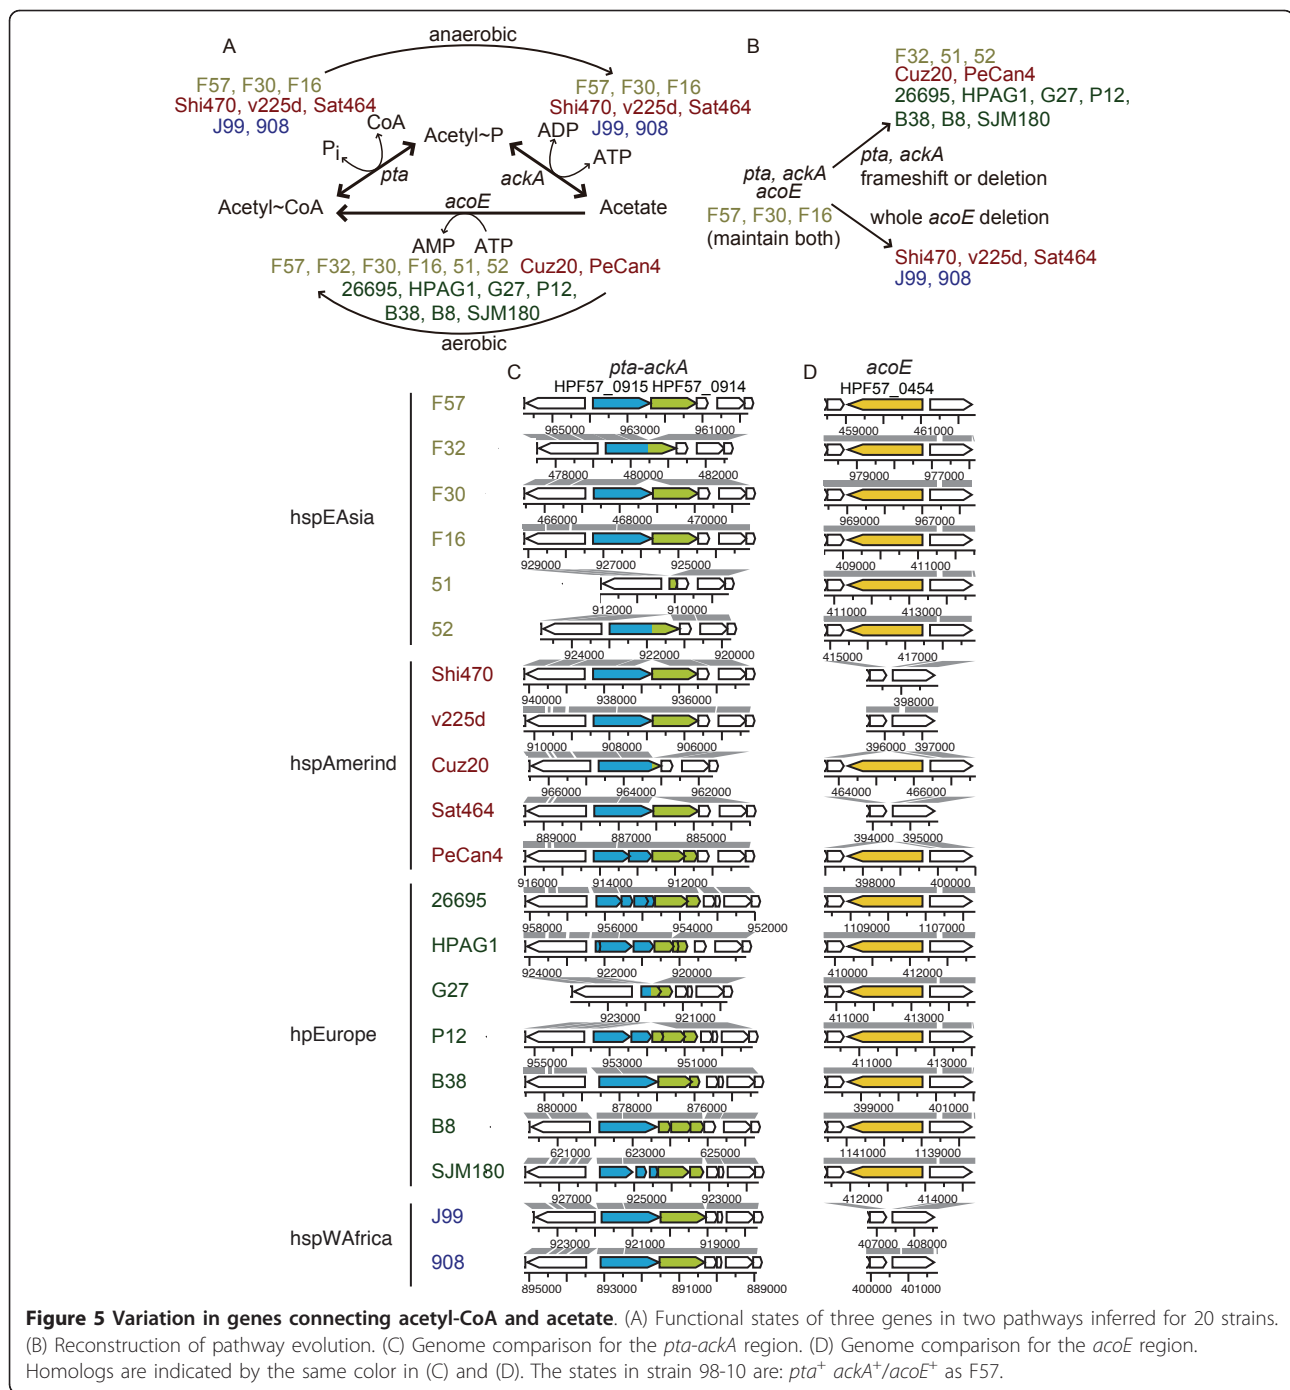 A
anaerobic
F57, F30, F16
Shi470, v225d, Sat464
J99, 908
F57, F30, F16
Shi470, v225d, Sat464
J99, 908
CoA
Pi
Acetyl~P
ADP
ATP
pta
ackA
Acetyl~CoA
acoE
Acetate
AMP
ATP
F57, F32, F30, F16, 51, 52 Cuz20, PeCan4
26695, HPAG1, G27, P12,
B38, B8, SJM180
aerobic
B
F32, 51, 52
Cuz20, PeCan4
26695, HPAG1, G27, P12,
B38, B8, SJM180
pta, ackA
acoE
F57, F30, F16
(maintain both)
pta, ackA
frameshift or deletion
whole acoE deletion
Shi470, v225d, Sat464
J99, 908
C
pta-ackA
HPF57_0915 HPF57_0914
D
acoE
HPF57_0454
hspEAsia
F57
965000 963000 961000
459000 461000
F32
478000 480000 482000
979000 977000
F30
466000 468000 470000
969000 967000
F16
929000 927000 925000
409000 411000
51
912000 910000
411000 413000
52
924000 922000 920000
415000 417000
hspAmerind
Shi470
940000 938000 936000
398000
v225d
910000 908000 906000
396000 397000
Cuz20
966000 964000 962000
464000 466000
Sat464
889000 887000 885000
394000 395000
PeCan4
916000 914000 912000
398000 400000
hpEurope
26695
958000 956000 954000 952000
1109000 1107000
HPAG1
924000 922000 920000
410000 412000
G27
923000 921000
411000 413000
P12
955000 953000 951000
411000 413000
B38
880000 878000 876000
399000 401000
B8
621000 623000 625000
1141000 1139000
SJM180
927000 925000 923000
412000 414000
hspWAfrica
J99
923000 921000 919000
407000 408000
908
895000 893000 891000 889000
400000 401000
Figure 5 Variation in genes connecting acetyl-CoA and acetate. (A) Functional states of three genes in two pathways inferred for 20 strains.
(B) Reconstruction of pathway evolution. (C) Genome comparison for the pta-ackA region. (D) Genome comparison for the acoE region.
Homologs are indicated by the same color in (C) and (D). The states in strain 98-10 are: pta+ ackA+/acoE+ as F57.